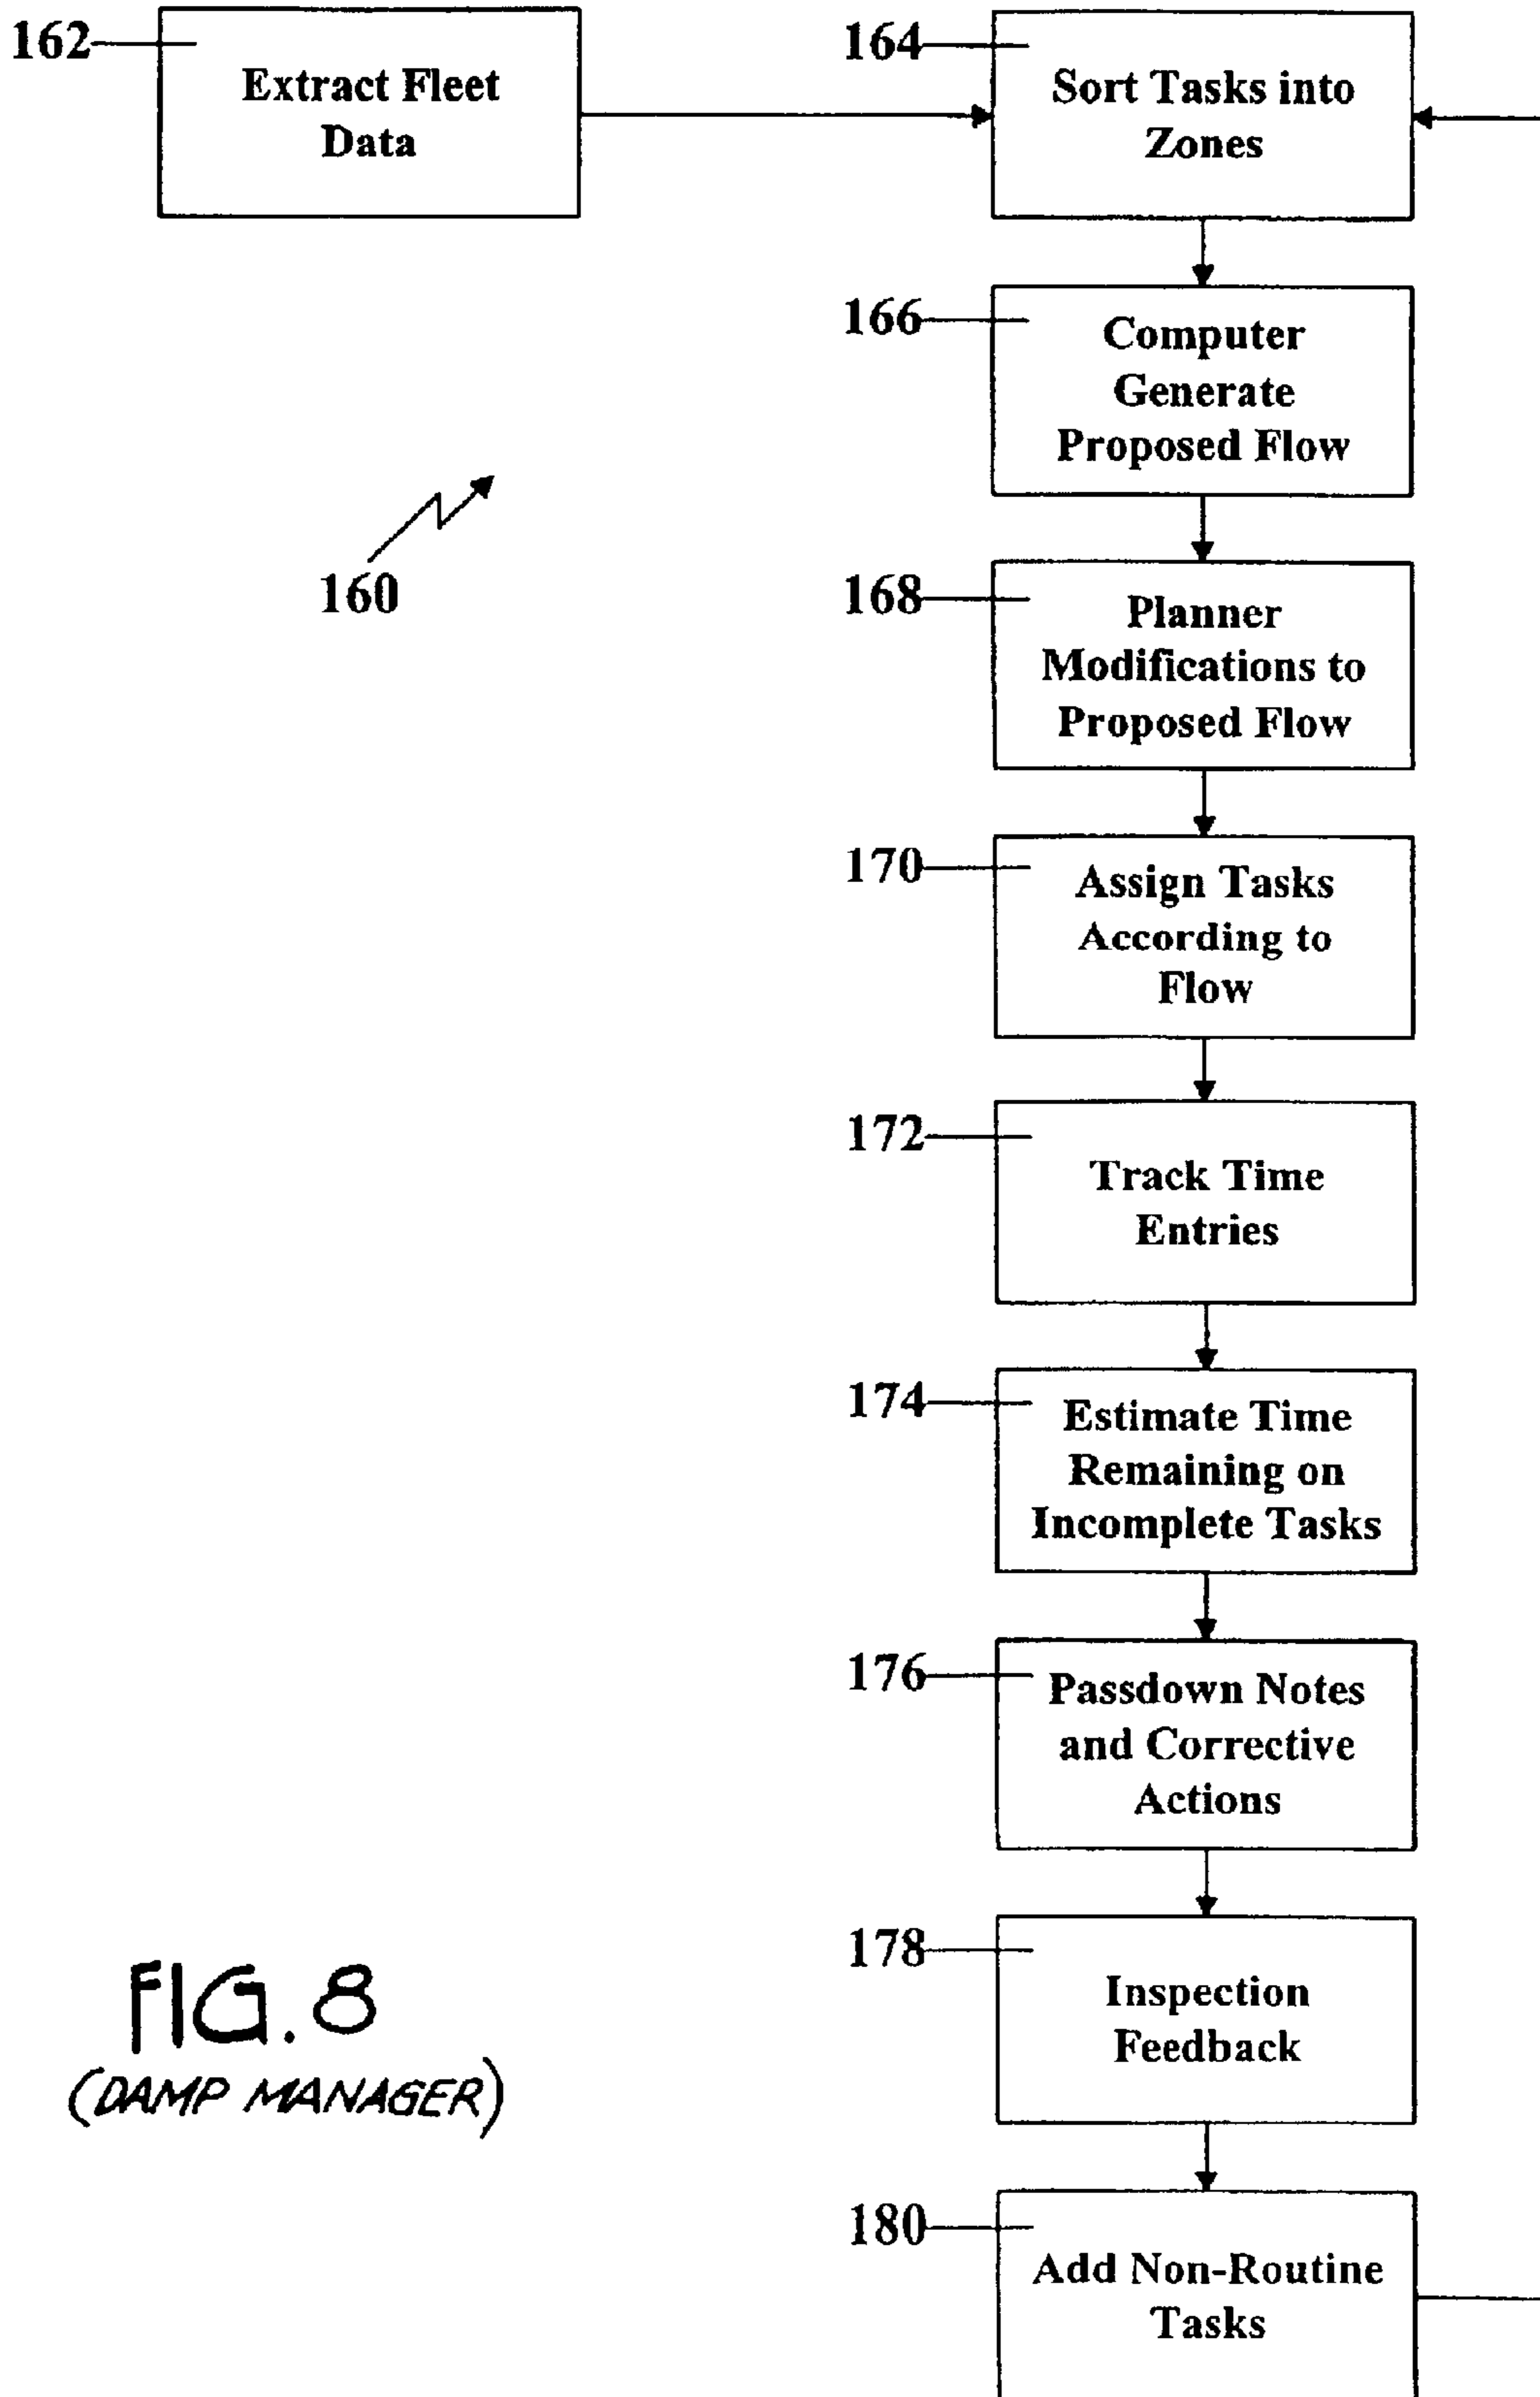 162
Extract Fleet
Data
164
Sort Tasks into
Zones
166
Computer
Generate
Proposed Flow
160
168
Planner
Modifications to
Proposed Flow
170
Assign Tasks
According to
Flow
172
Track Time
Entries
174
Estimate Time
Remaining on
Incomplete Tasks
176
Passdown Notes
and Corrective
Actions
178
Inspection
Feedback
FIG. 8
(DAMP MANAGER)
180
Add Non-Routine
Tasks